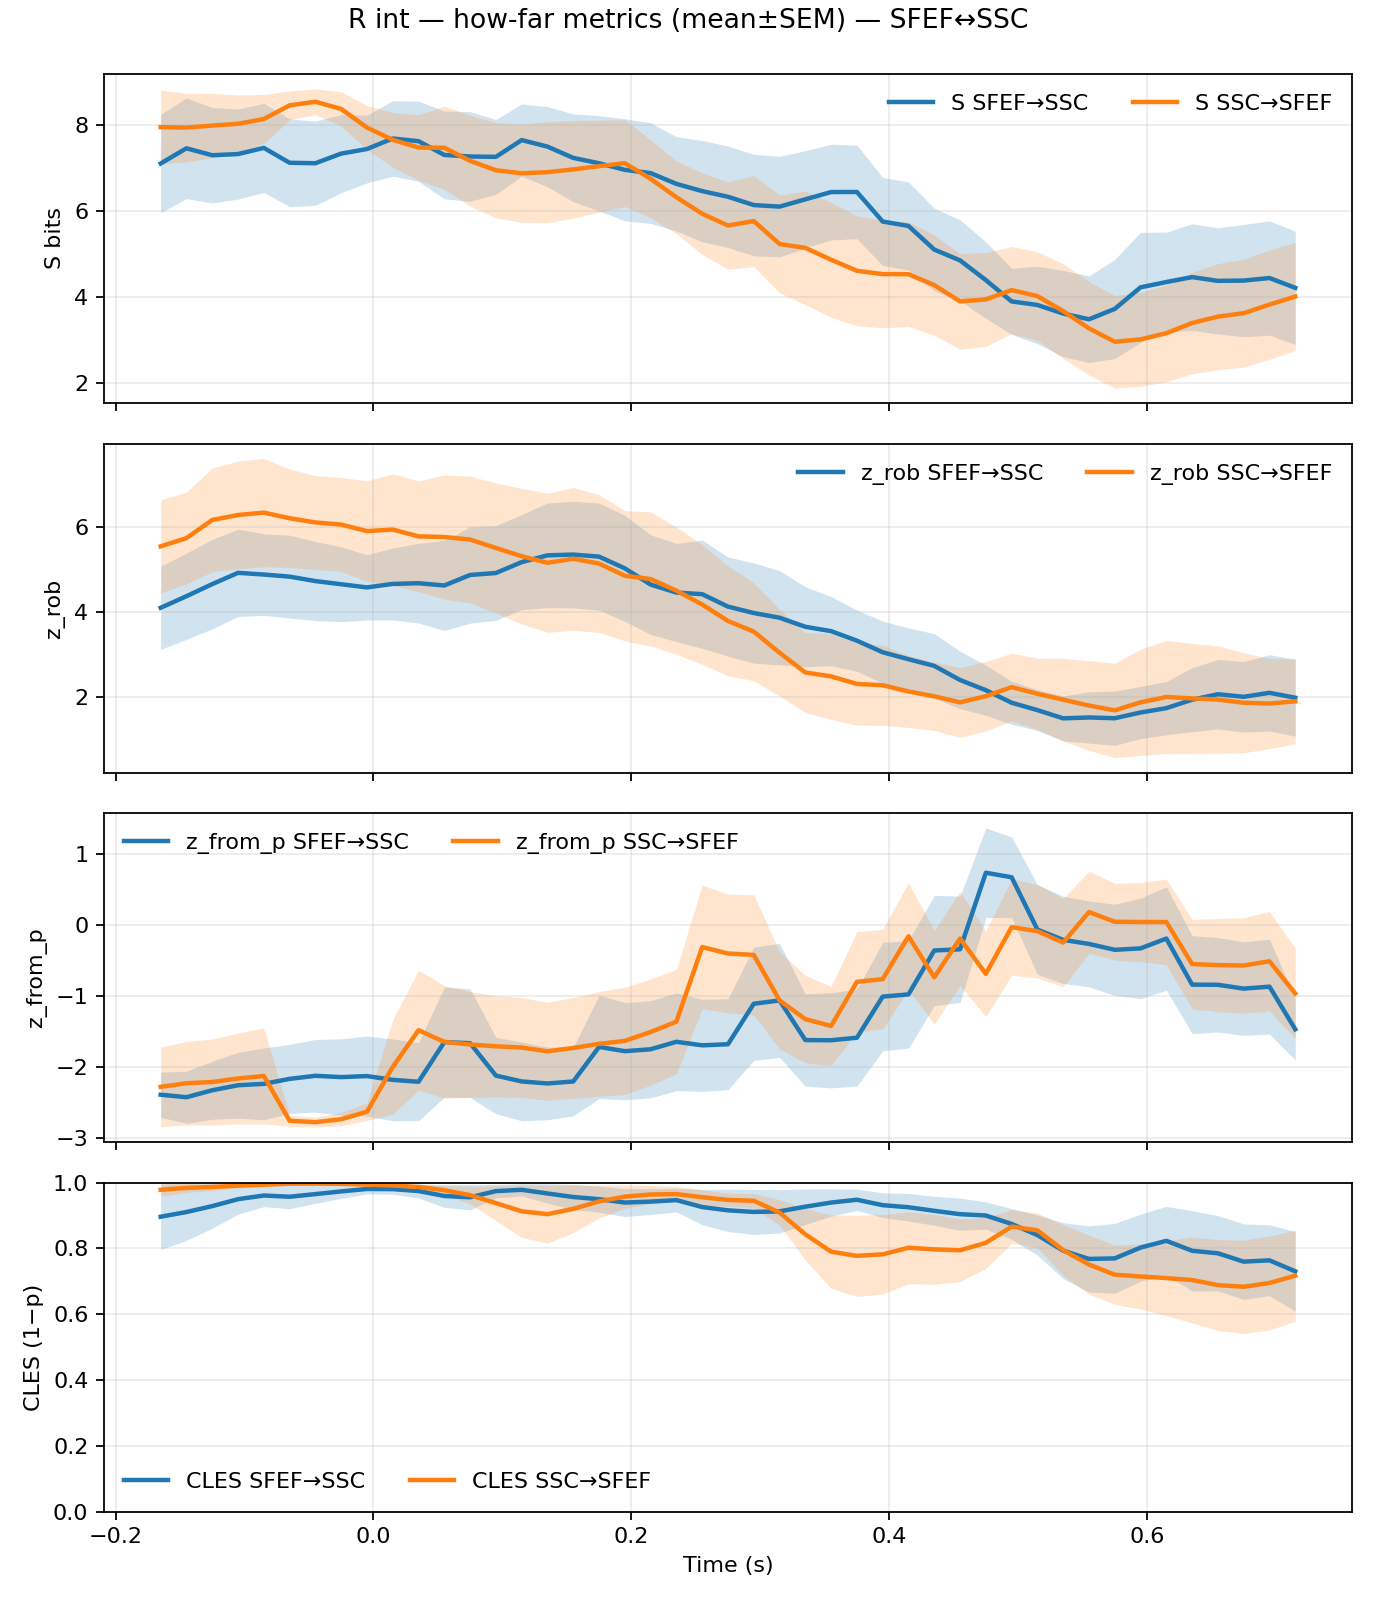 R int — how-far metrics (mean±SEM) — SFEF↔SSC
S SFEF→SSC S SSC→SFEF
8
6
4
2
S bits
z_rob SFEF→SSC z_rob SSC→SFEF
6
4
2
z_rob
z_from_p SFEF→SSC z_from_p SSC→SFEF
1
0
−1
−2
−3
z_from_p
1.0
0.8
0.6
0.4
0.2
0.0
CLES (1−p)
CLES SFEF→SSC CLES SSC→SFEF
−0.2 0.0 0.2 0.4 0.6
Time (s)